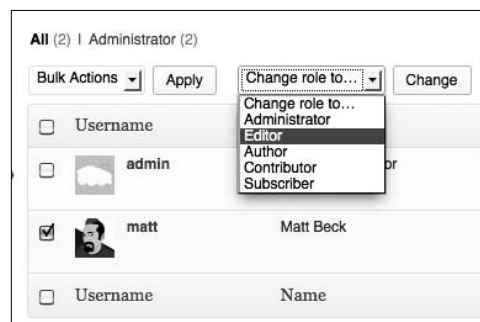 All (2) | Administrator (2)
Bulk Actions Apply Change role to... Change
Change role to...
Administrator
Editor
Author
Contributor
Subscriber
Username
admin or
matt Matt Beck
Username Name